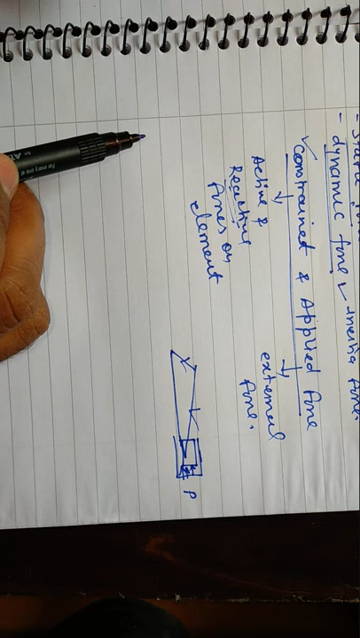 - dynamic force ✓ - inertia force
✓ Constrained & Applied force
↓ ↓
Active & external
Reactive force.
forces on
element
P